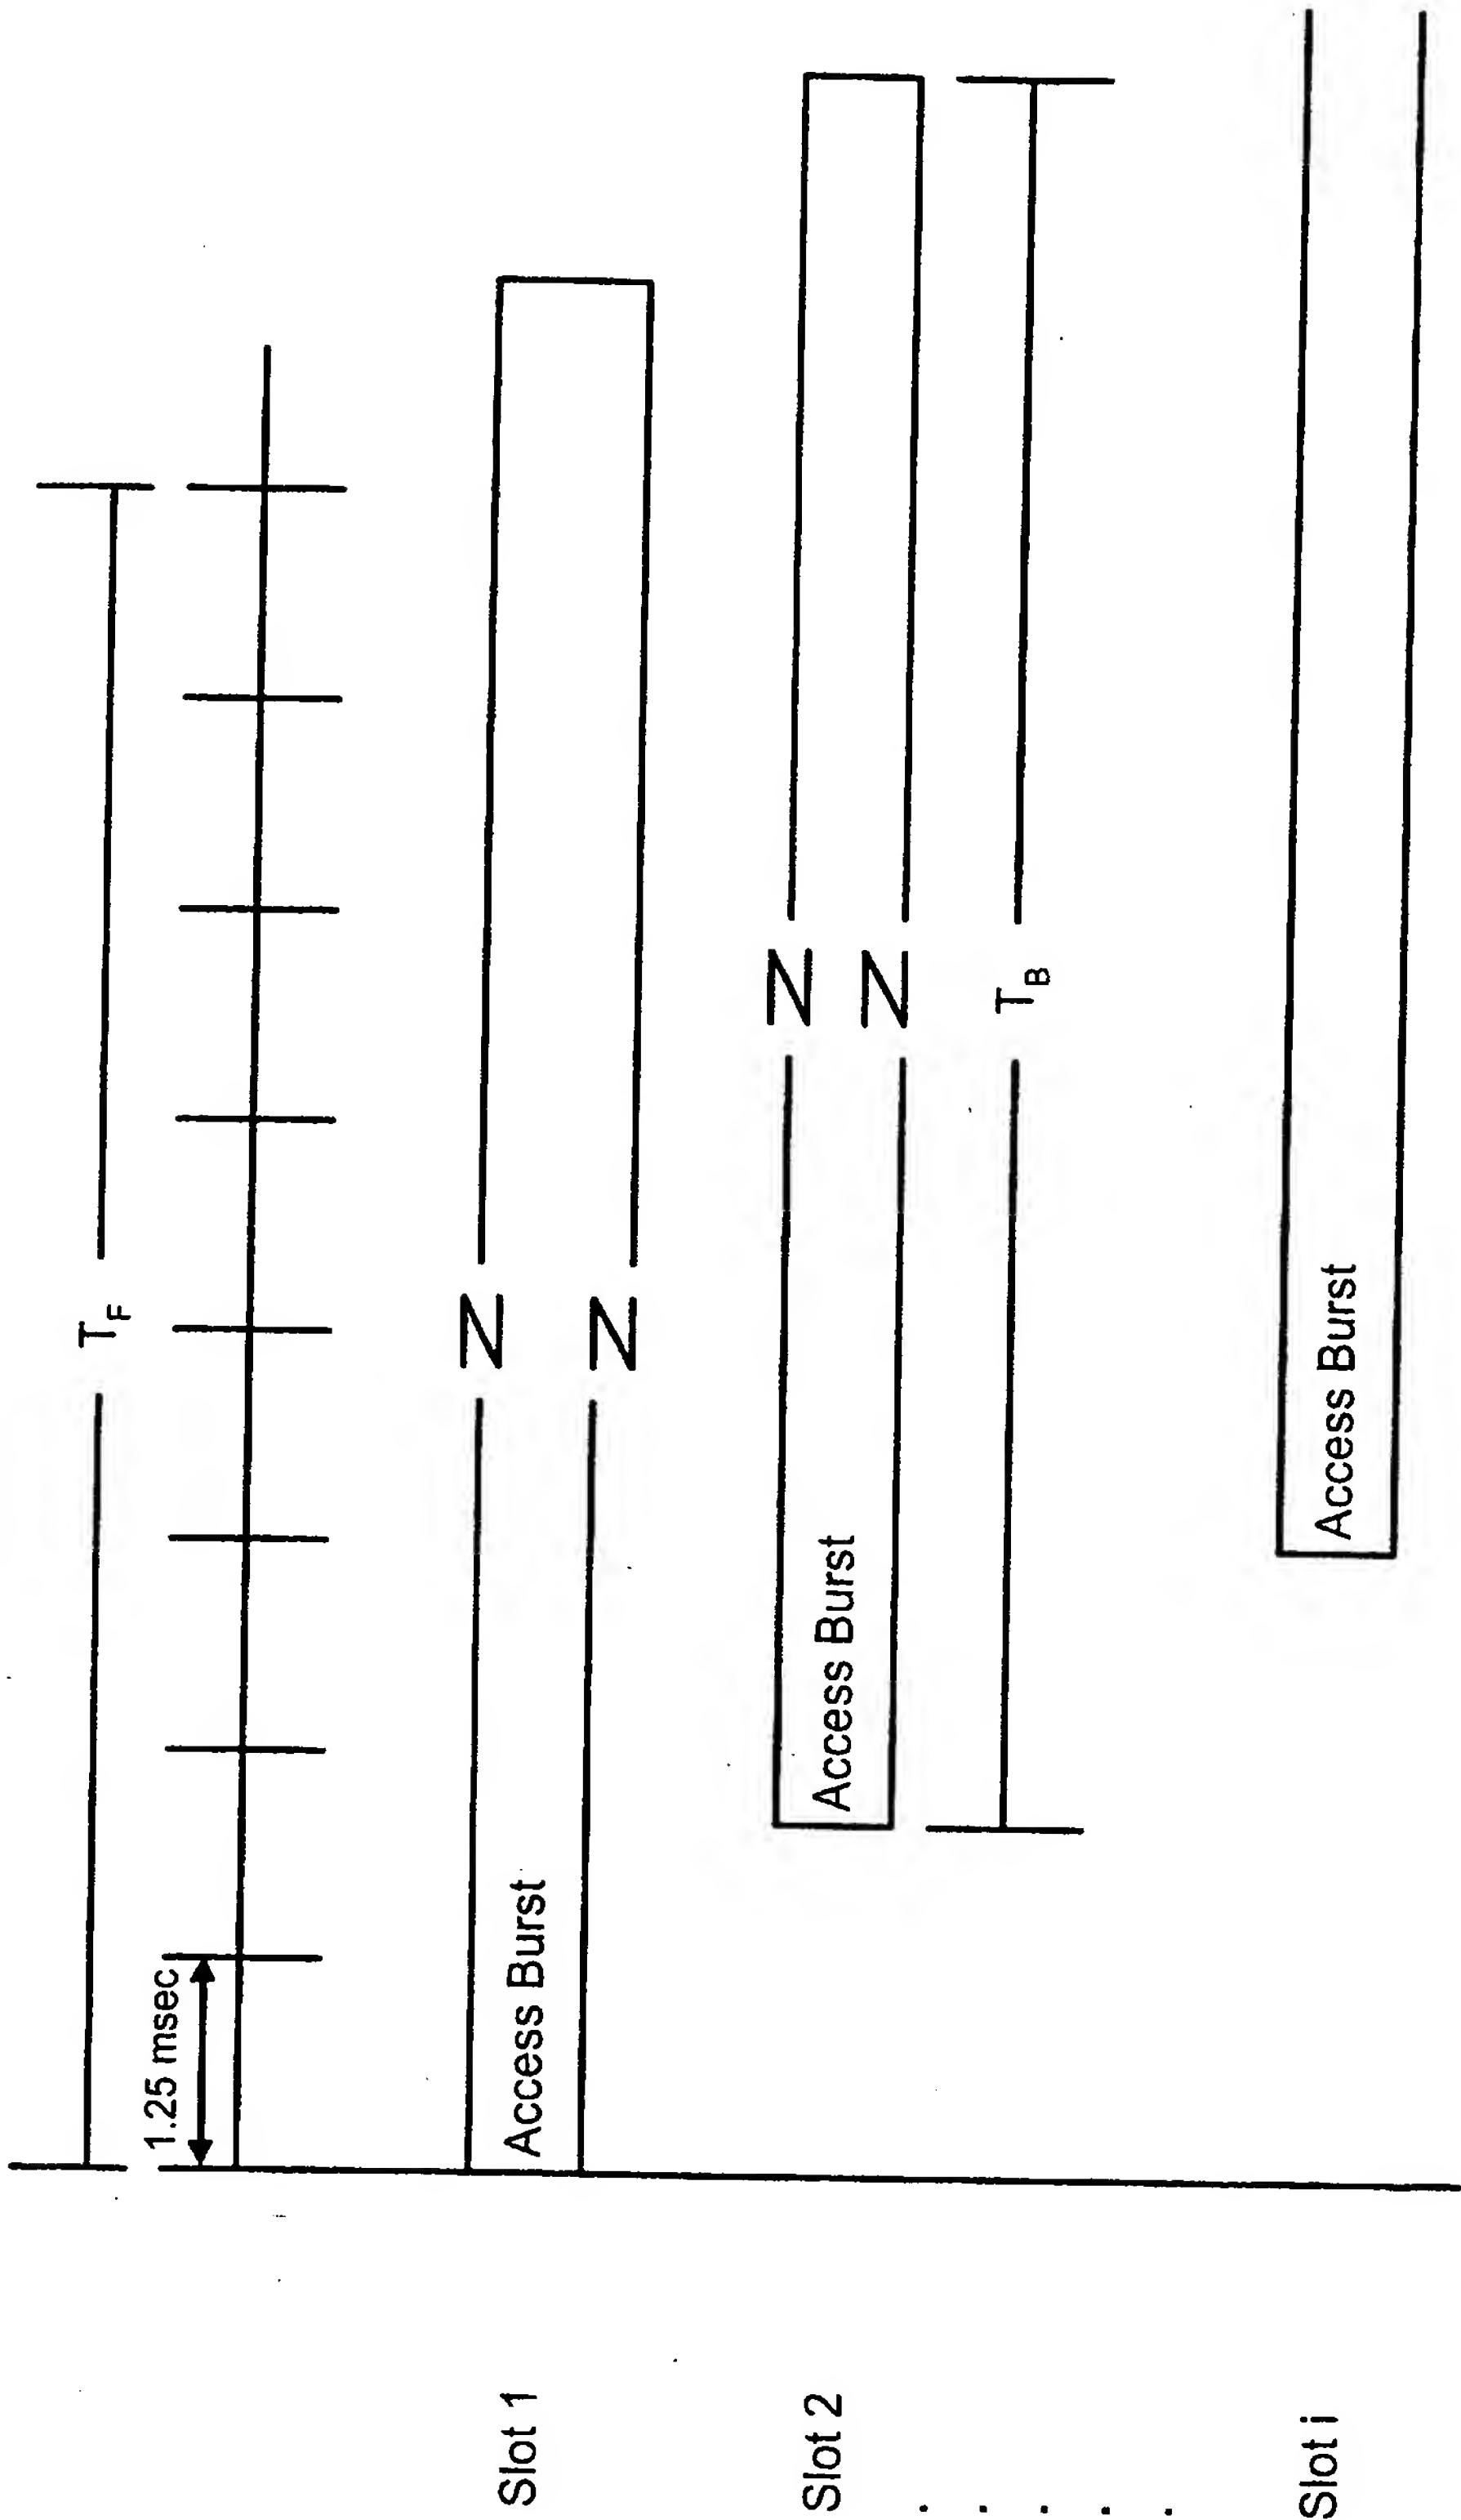 T_F
1.25 msec
Slot 1
Access Burst
Slot 2
Access Burst
T_B
. . . . .
Slot i
Access Burst